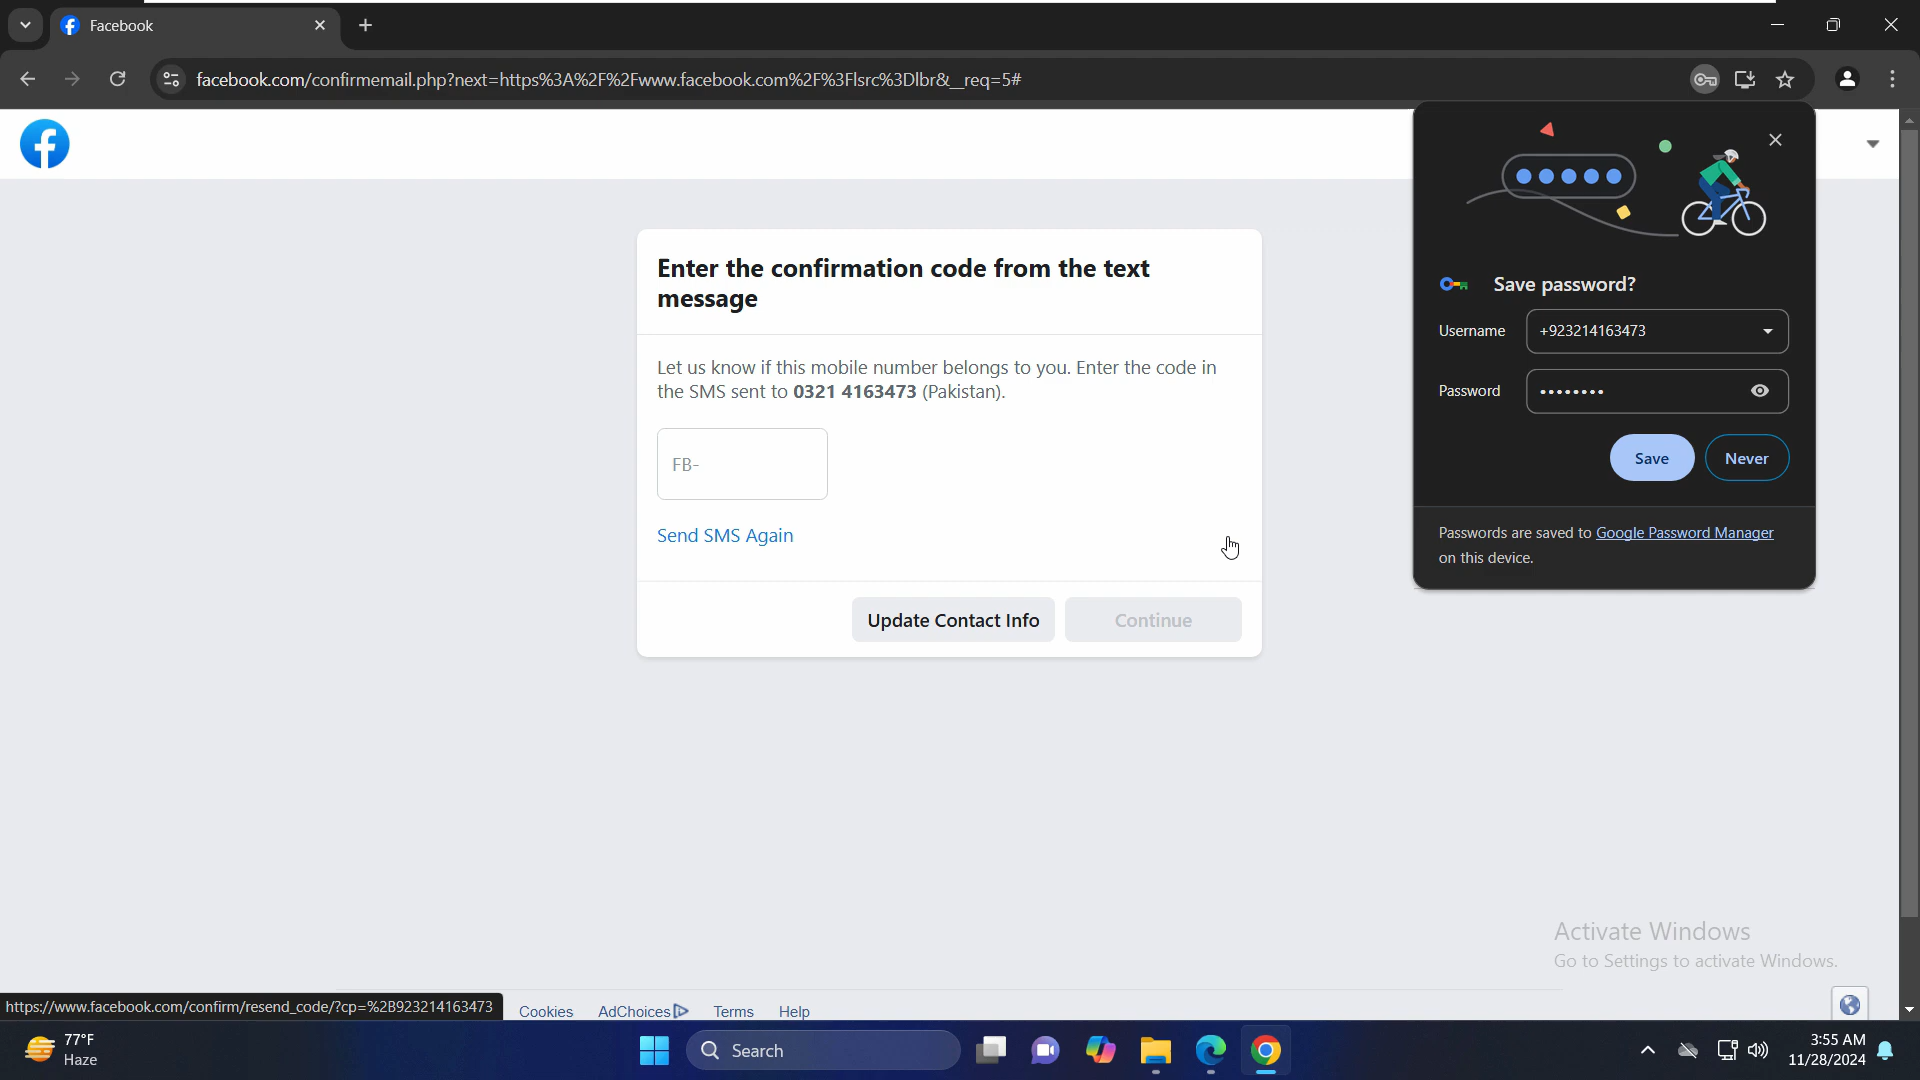 Facebook
facebook.com/confirmemail.php?next=https%3A%2F%2Fwww.facebook.com%2F%3Flsrc%3Dlbr&__req=5#
Enter the confirmation code from the text
message
Let us know if this mobile number belongs to you. Enter the code in
the SMS sent to 0321 4163473 (Pakistan).
FB-
Send SMS Again
Update Contact Info
Continue
Save password?
Username
+923214163473
Password
••••••••
Save
Never
Passwords are saved to Google Password Manager
on this device.
Activate Windows
Go to Settings to activate Windows.
https://www.facebook.com/confirm/resend_code/?cp=%2B923214163473
Cookies
AdChoices
Terms
Help
77°F
Haze
Search
3:55 AM
11/28/2024